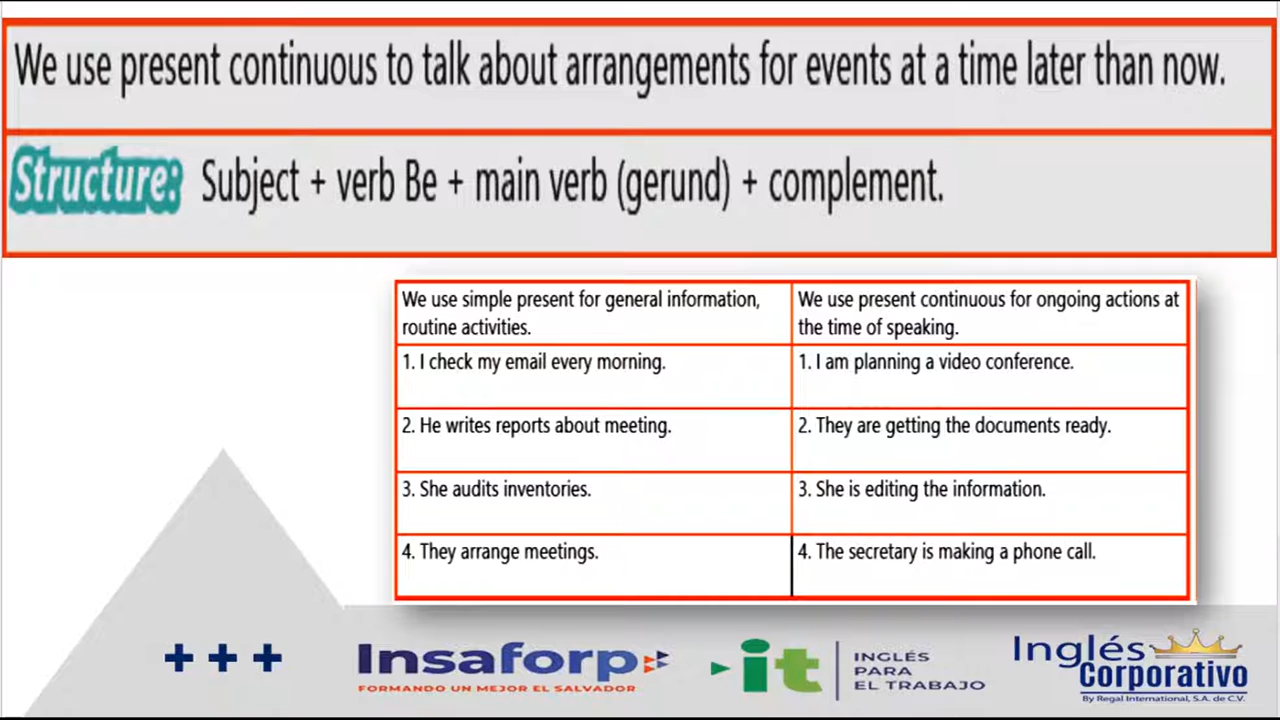 We use present continuous to talk about arrangements for events at a time later than now.
Structure: Subject + verb Be + main verb (gerund) + complement.
We use simple present for general information,
routine activities.
We use present continuous for ongoing actions at
the time of speaking.
1. I check my email every morning.
1. I am planning a video conference.
2. He writes reports about meeting.
2. They are getting the documents ready.
3. She audits inventories.
3. She is editing the information.
4. They arrange meetings.
4. The secretary is making a phone call.
+++
Insaforp
FORMANDO UN MEJOR EL SALVADOR
it
INGLÉS
PARA
EL TRABAJO
Inglés
Corporativo
By Regal International, S.A. de C.V.